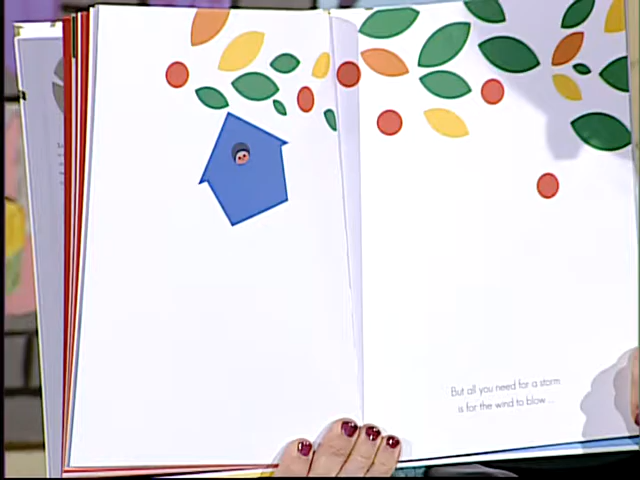 But all you need for a storm
is for the wind to blow ...